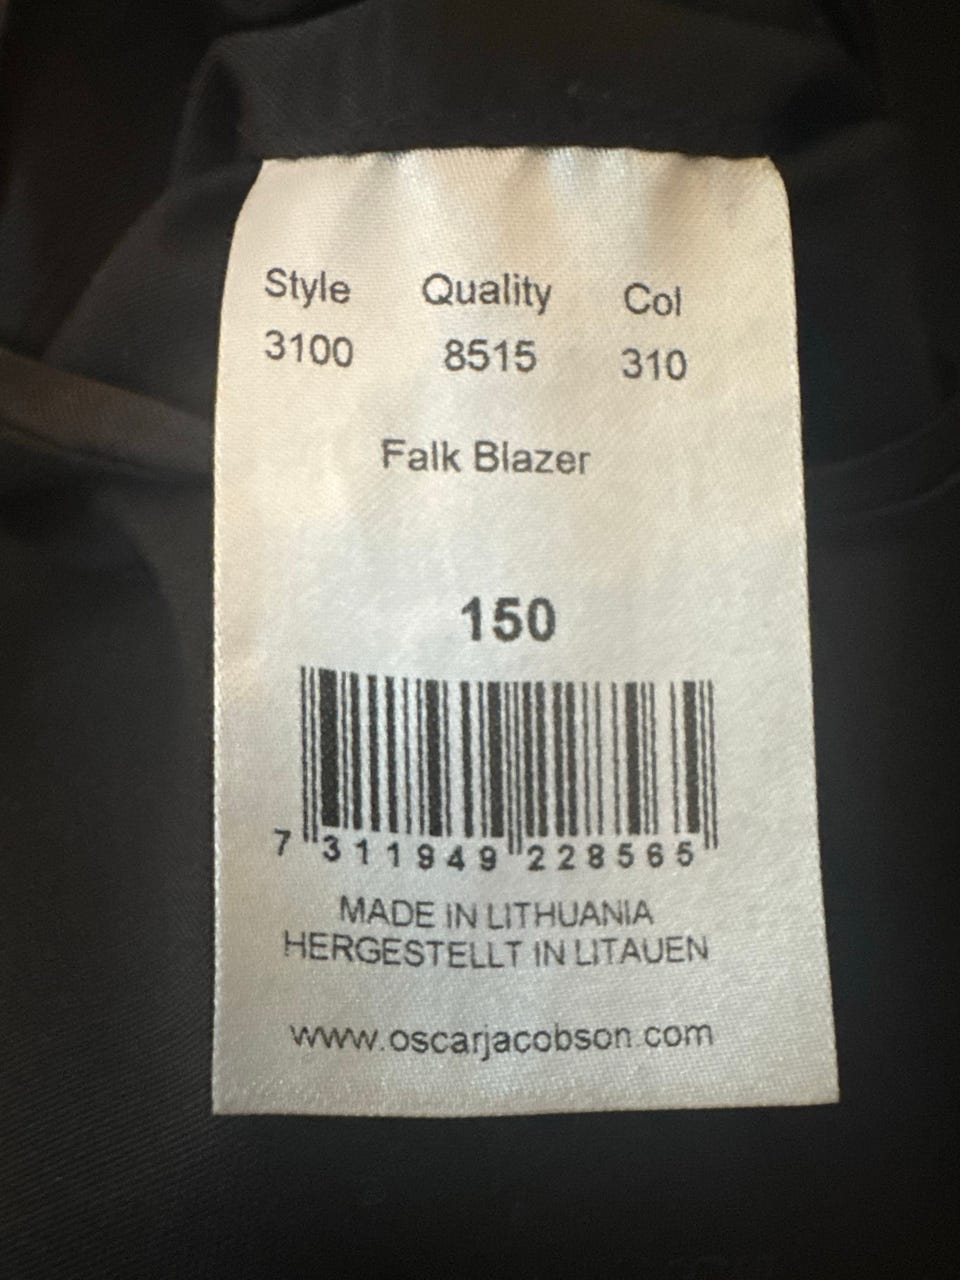 Style Quality Col
3100 8515 310
Falk Blazer
150
7 311949 228565
MADE IN LITHUANIA
HERGESTELLT IN LITAUEN
www.oscarjacobson.com